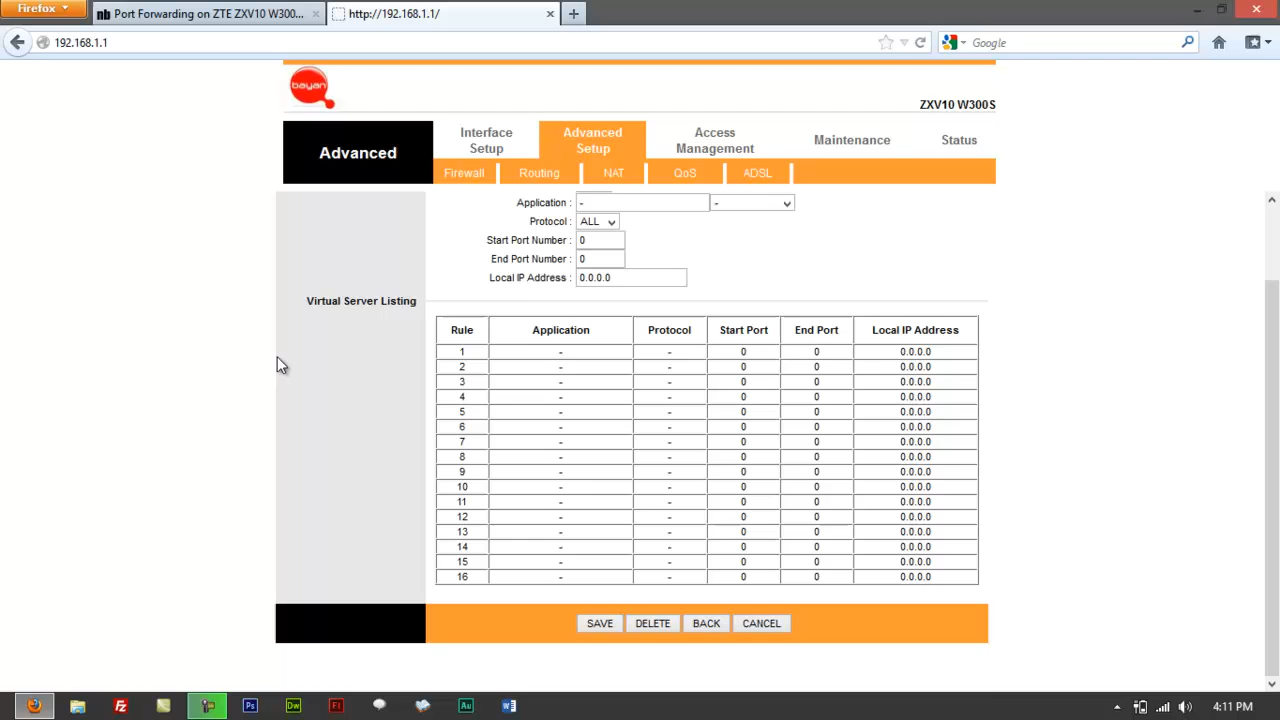 Firefox
Port Forwarding on ZTE ZXV10 W300...
http://192.168.1.1/
192.168.1.1
Google
bayan
ZXV10 W300S
Advanced
Interface Setup
Advanced Setup
Access Management
Maintenance
Status
Firewall
Routing
NAT
QoS
ADSL
Application : - -
Protocol : ALL
Start Port Number : 0
End Port Number : 0
Local IP Address : 0.0.0.0
Virtual Server Listing
Rule Application Protocol Start Port End Port Local IP Address
1 - - 0 0 0.0.0.0
2 - - 0 0 0.0.0.0
3 - - 0 0 0.0.0.0
4 - - 0 0 0.0.0.0
5 - - 0 0 0.0.0.0
6 - - 0 0 0.0.0.0
7 - - 0 0 0.0.0.0
8 - - 0 0 0.0.0.0
9 - - 0 0 0.0.0.0
10 - - 0 0 0.0.0.0
11 - - 0 0 0.0.0.0
12 - - 0 0 0.0.0.0
13 - - 0 0 0.0.0.0
14 - - 0 0 0.0.0.0
15 - - 0 0 0.0.0.0
16 - - 0 0 0.0.0.0
SAVE DELETE BACK CANCEL
Fz Ps Dw Fl Au W
4:11 PM